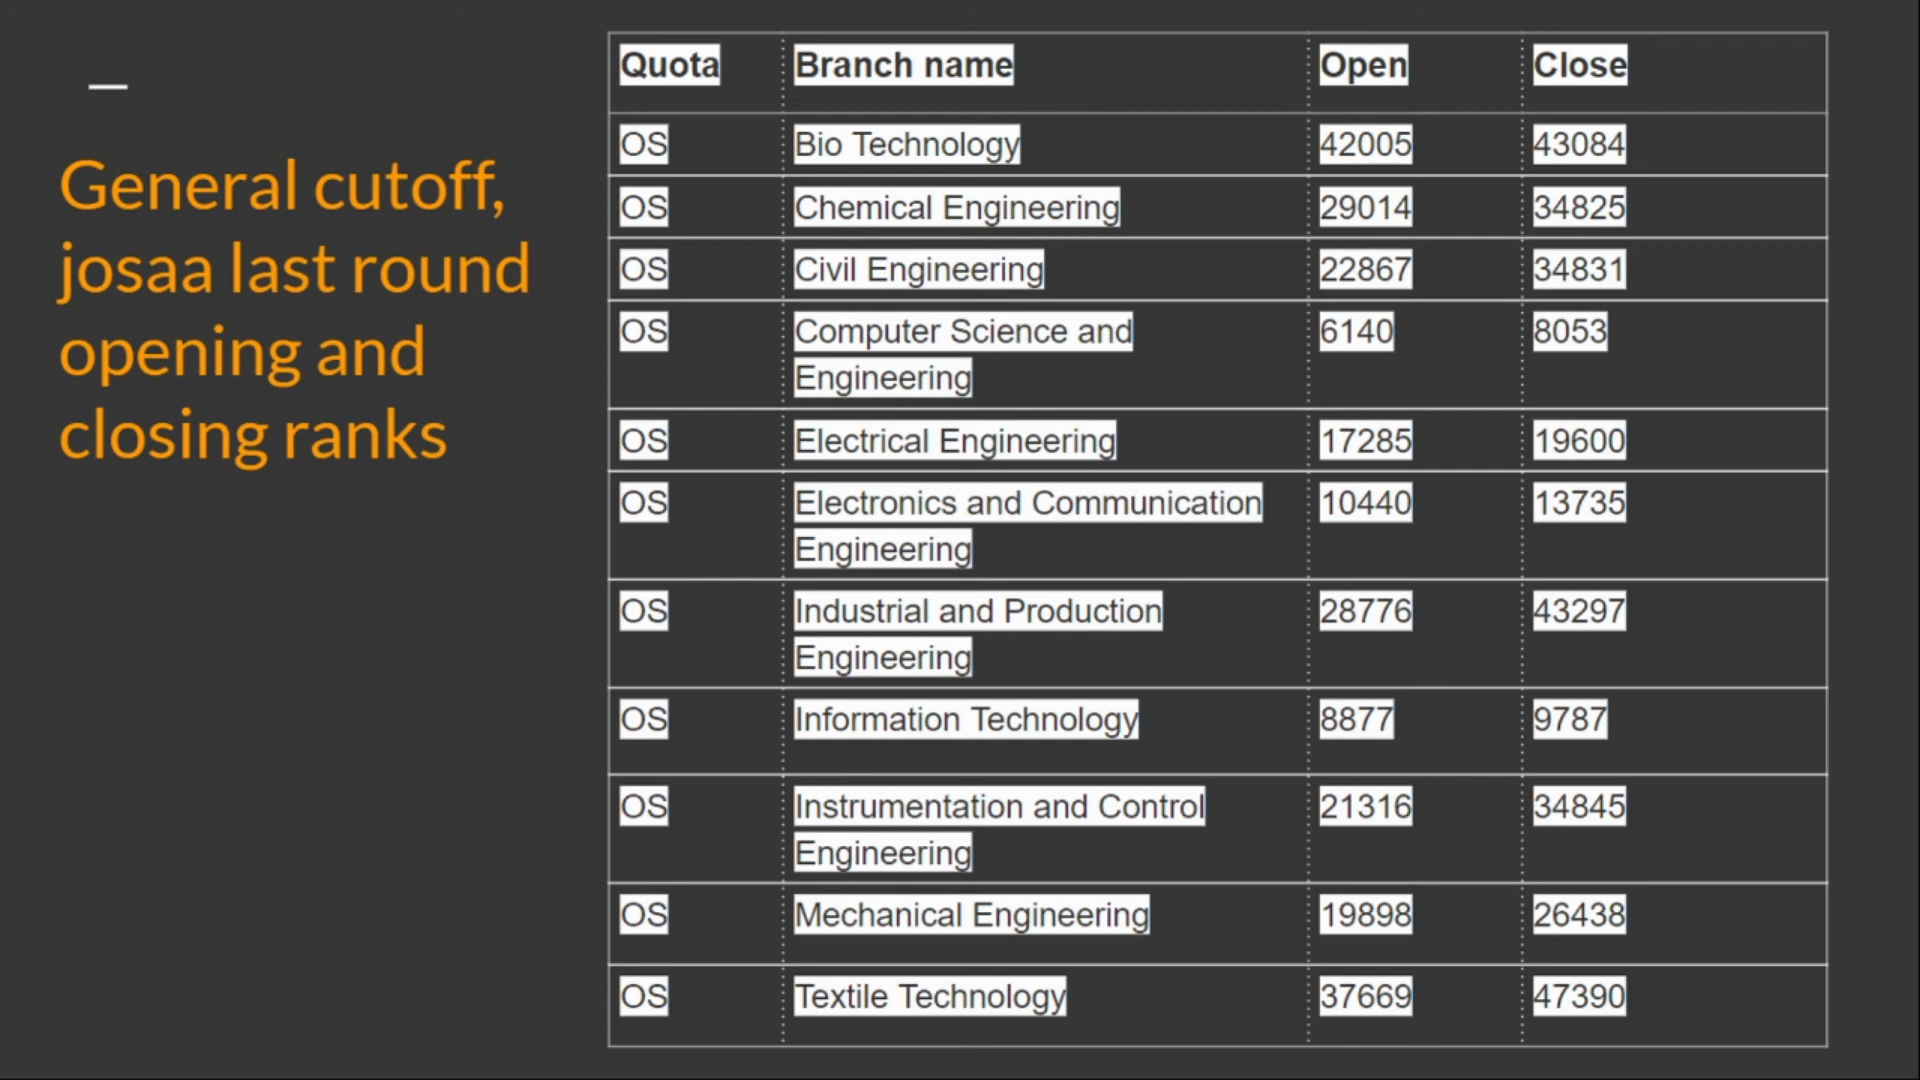 General cutoff,
josaa last round
opening and
closing ranks
Quota Branch name Open Close
OS Bio Technology 42005 43084
OS Chemical Engineering 29014 34825
OS Civil Engineering 22867 34831
OS Computer Science and 6140 8053
Engineering
OS Electrical Engineering 17285 19600
OS Electronics and Communication 10440 13735
Engineering
OS Industrial and Production 28776 43297
Engineering
OS Information Technology 8877 9787
OS Instrumentation and Control 21316 34845
Engineering
OS Mechanical Engineering 19898 26438
OS Textile Technology 37669 47390